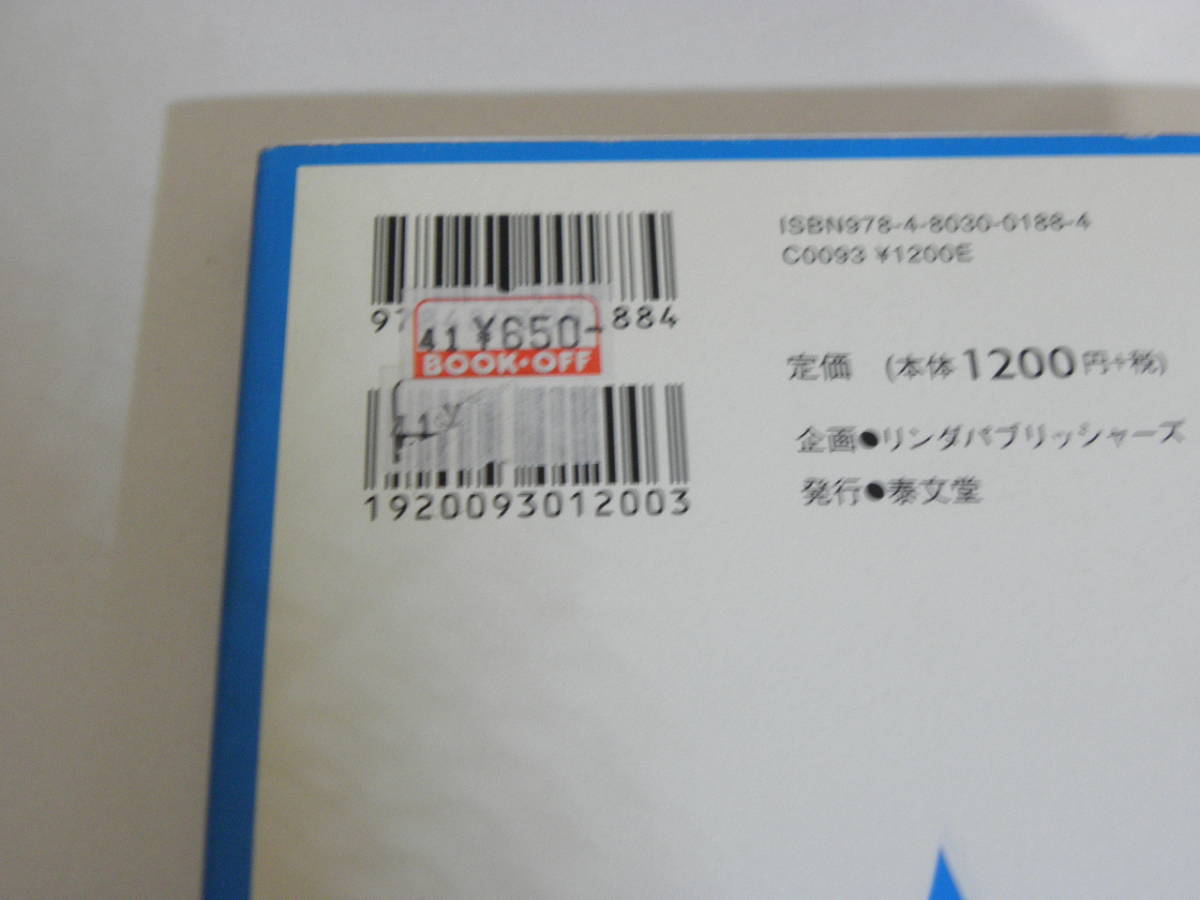 ISBN978-4-8030-0188-4
C0093 ¥1200E
884
41 ¥650-
BOOK・OFF
1920093012003
定価 (本体1200円+税)
企画●リンダパブリッシャーズ
発行●泰文堂